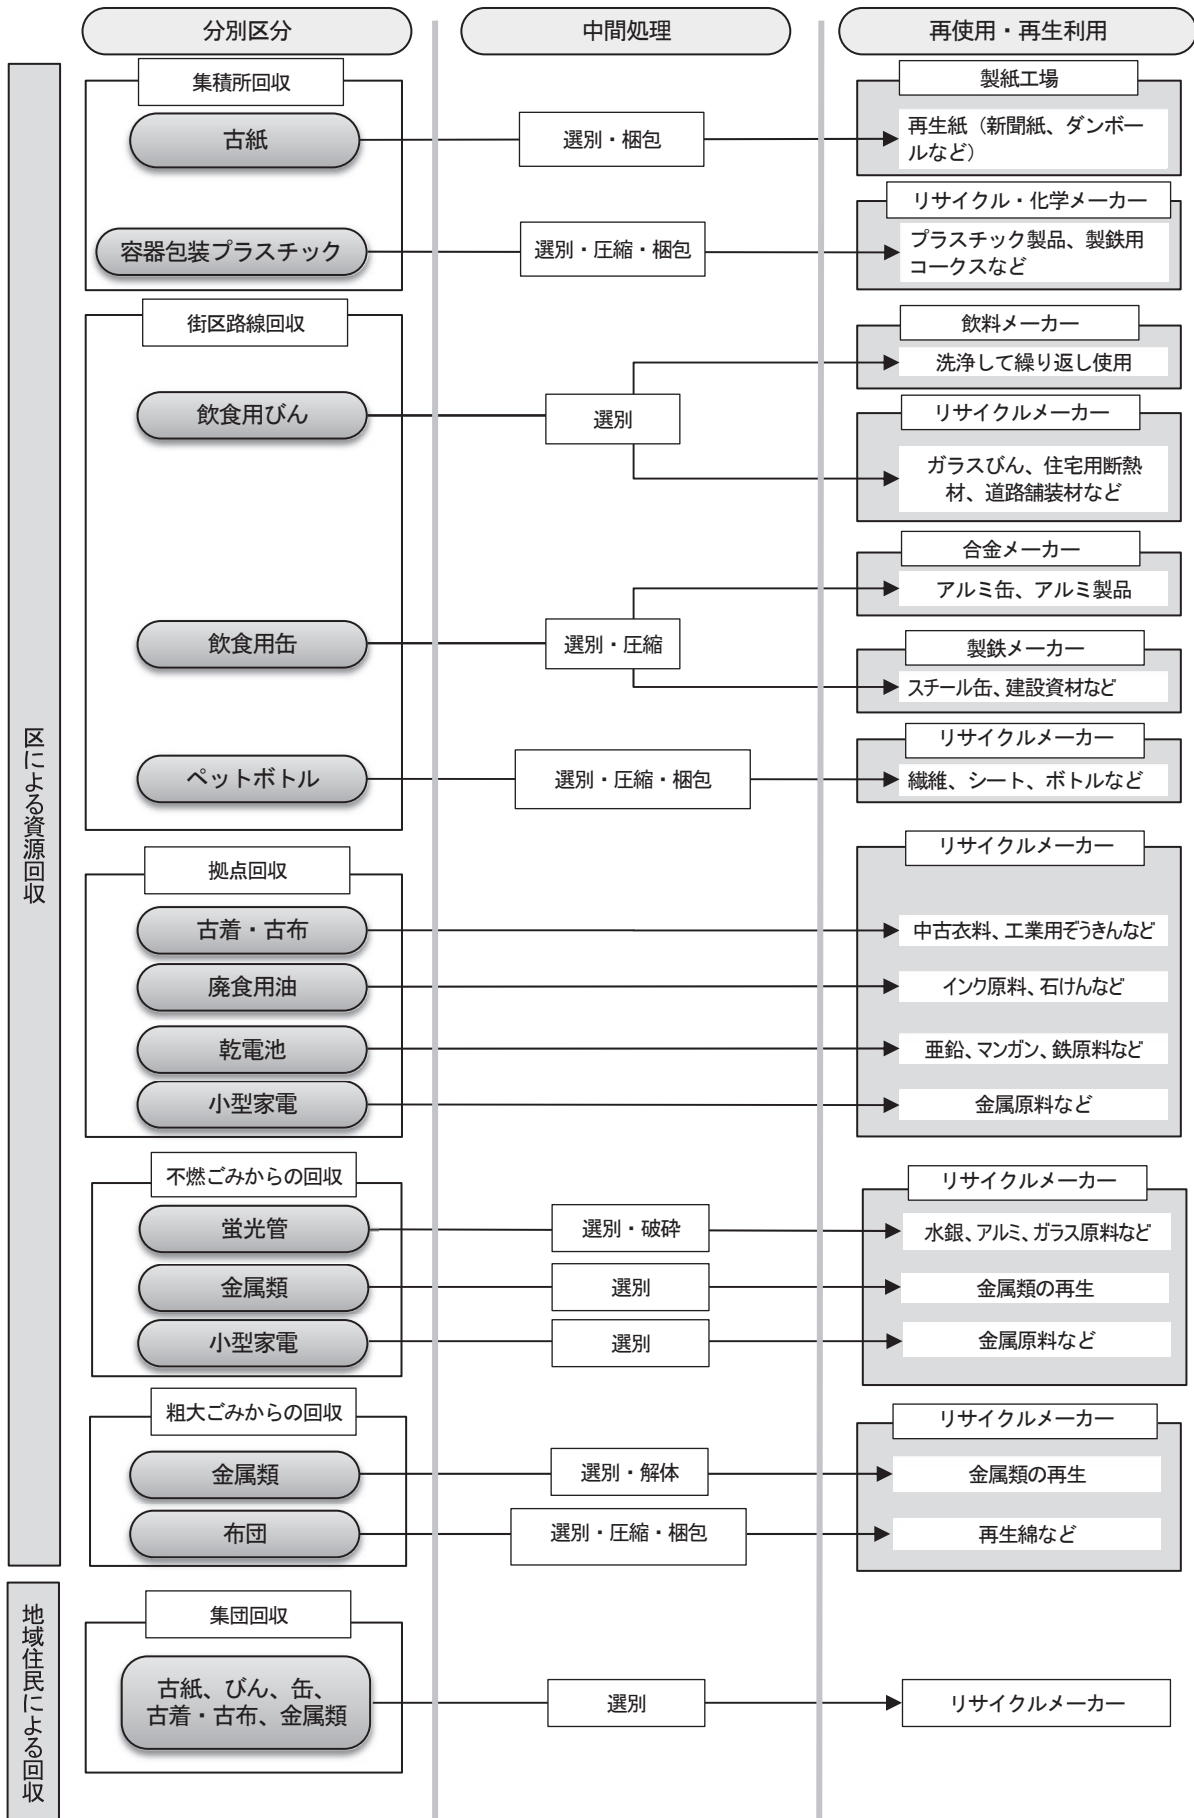 分別区分
中間処理
再使用・再生利用
区による資源回収
集積所回収
古紙
選別・梱包
製紙工場
再生紙（新聞紙、ダンボー
ルなど）
容器包装プラスチック
選別・圧縮・梱包
リサイクル・化学メーカー
プラスチック製品、製鉄用
コークスなど
街区路線回収
飲食用びん
選別
飲料メーカー
洗浄して繰り返し使用
リサイクルメーカー
ガラスびん、住宅用断熱
材、道路舗装材など
飲食用缶
選別・圧縮
合金メーカー
アルミ缶、アルミ製品
製鉄メーカー
スチール缶、建設資材など
ペットボトル
選別・圧縮・梱包
リサイクルメーカー
繊維、シート、ボトルなど
拠点回収
リサイクルメーカー
古着・古布
中古衣料、工業用ぞうきんなど
廃食用油
インク原料、石けんなど
乾電池
亜鉛、マンガン、鉄原料など
小型家電
金属原料など
不燃ごみからの回収
リサイクルメーカー
蛍光管
選別・破砕
水銀、アルミ、ガラス原料など
金属類
選別
金属類の再生
小型家電
選別
金属原料など
粗大ごみからの回収
リサイクルメーカー
金属類
選別・解体
金属類の再生
布団
選別・圧縮・梱包
再生綿など
地域住民による回収
集団回収
古紙、びん、缶、
古着・古布、金属類
選別
リサイクルメーカー